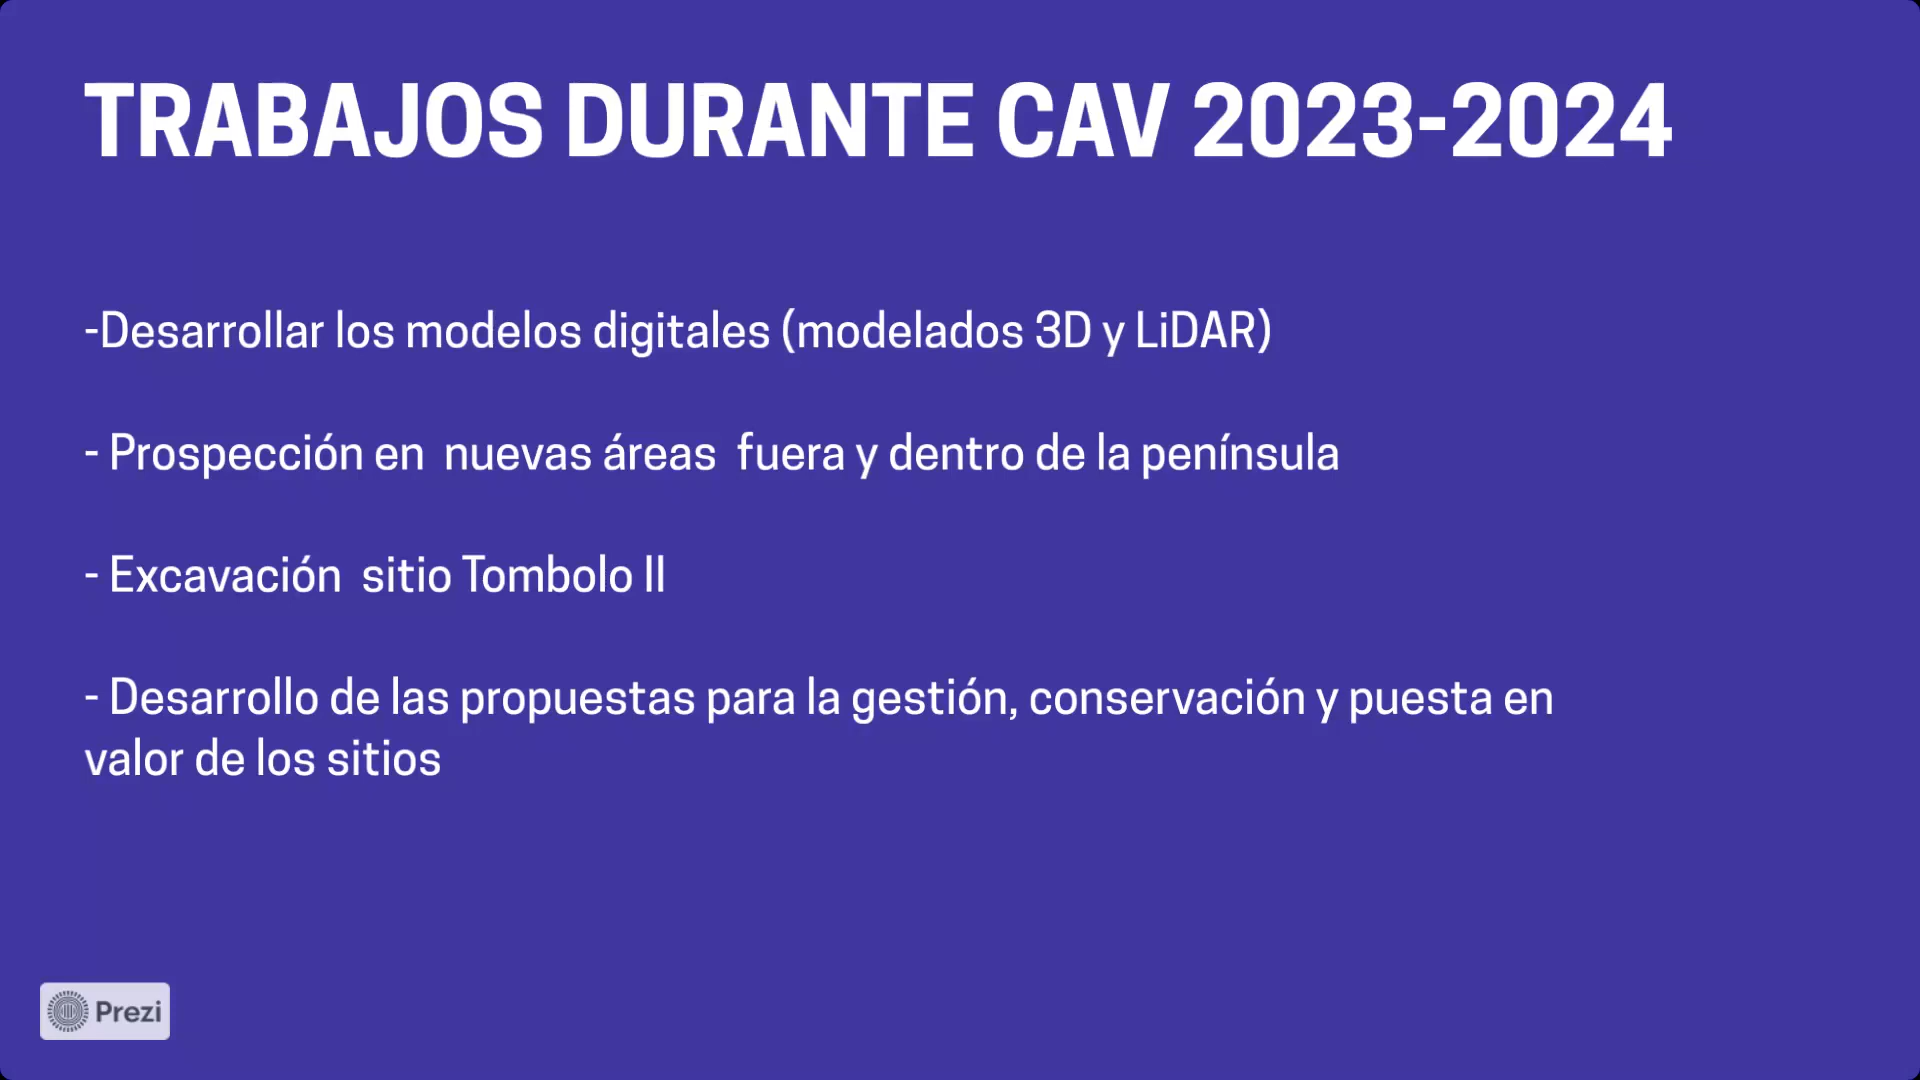 TRABAJOS DURANTE CAV 2023-2024
-Desarrollar los modelos digitales (modelados 3D y LiDAR)
- Prospección en  nuevas áreas  fuera y dentro de la península
- Excavación  sitio Tombolo II
- Desarrollo de las propuestas para la gestión, conservación y puesta en
valor de los sitios
Prezi